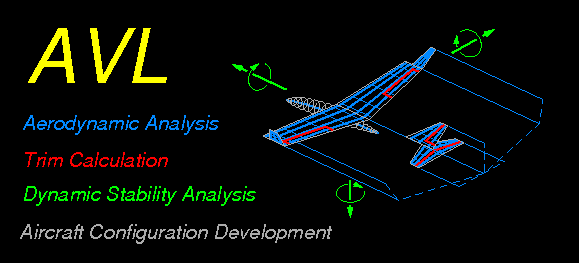 AVL
Aerodynamic Analysis
Trim Calculation
Dynamic Stability Analysis
Aircraft Configuration Development